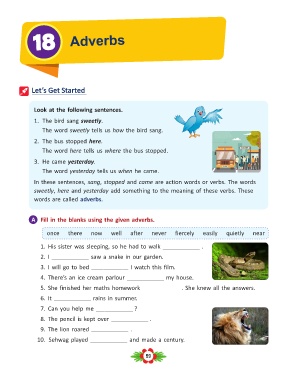 18
Adverbs
Let's Get Started
Look at the following sentences.
1. The bird sang sweetly.
The word sweetly tells us how the bird sang.
2. The bus stopped here.
The word here tells us where the bus stopped.
3. He came yesterday.
The word yesterday tells us when he came.
In these sentences, sang, stopped and came are action words or verbs. The words
sweetly, here and yesterday add something to the meaning of these verbs. These
words are called adverbs.
A Fill in the blanks using the given adverbs.
once there now well after never fiercely easily quietly near
1. His sister was sleeping, so he had to walk ____________ .
2. I ____________ saw a snake in our garden.
3. I will go to bed ____________ I watch this film.
4. There's an ice cream parlour ____________ my house.
5. She finished her maths homework ____________ . She knew all the answers.
6. It ____________ rains in summer.
7. Can you help me ____________ ?
8. The pencil is kept over ____________ .
9. The lion roared ____________ .
10. Sehwag played ____________ and made a century.